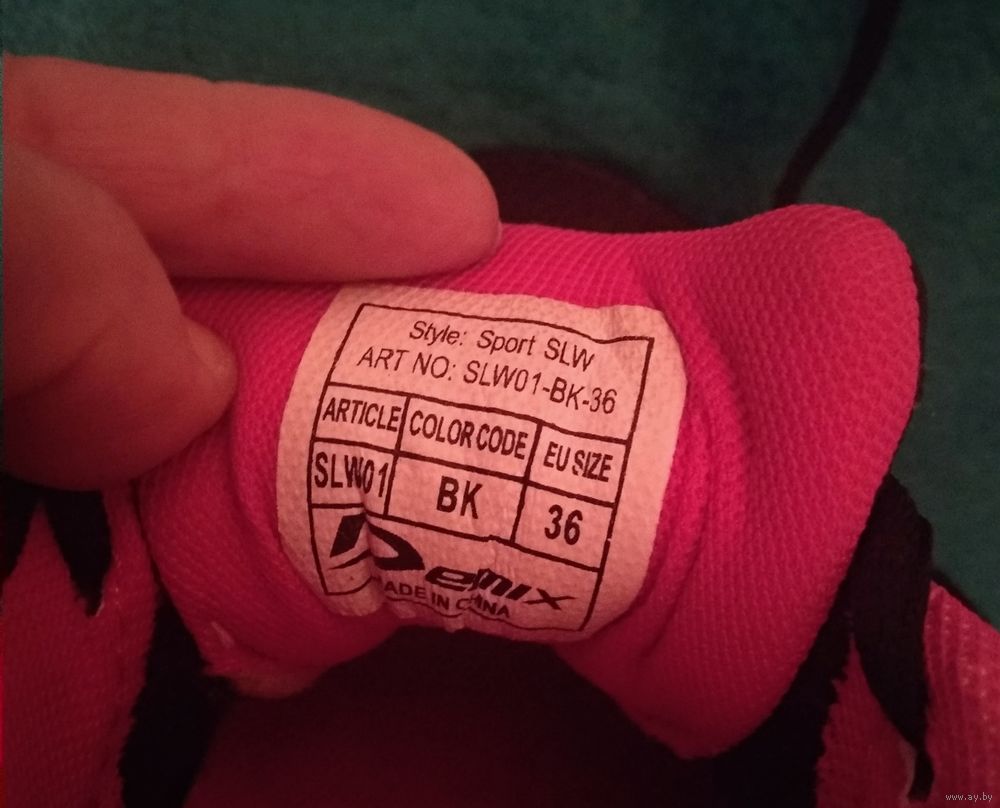 Style: Sport SLW
ART NO: SLW01-BK-36
ARTICLE COLOR CODE EU SIZE
SLW01 BK 36
Demix
MADE IN CHINA
www.ay.by